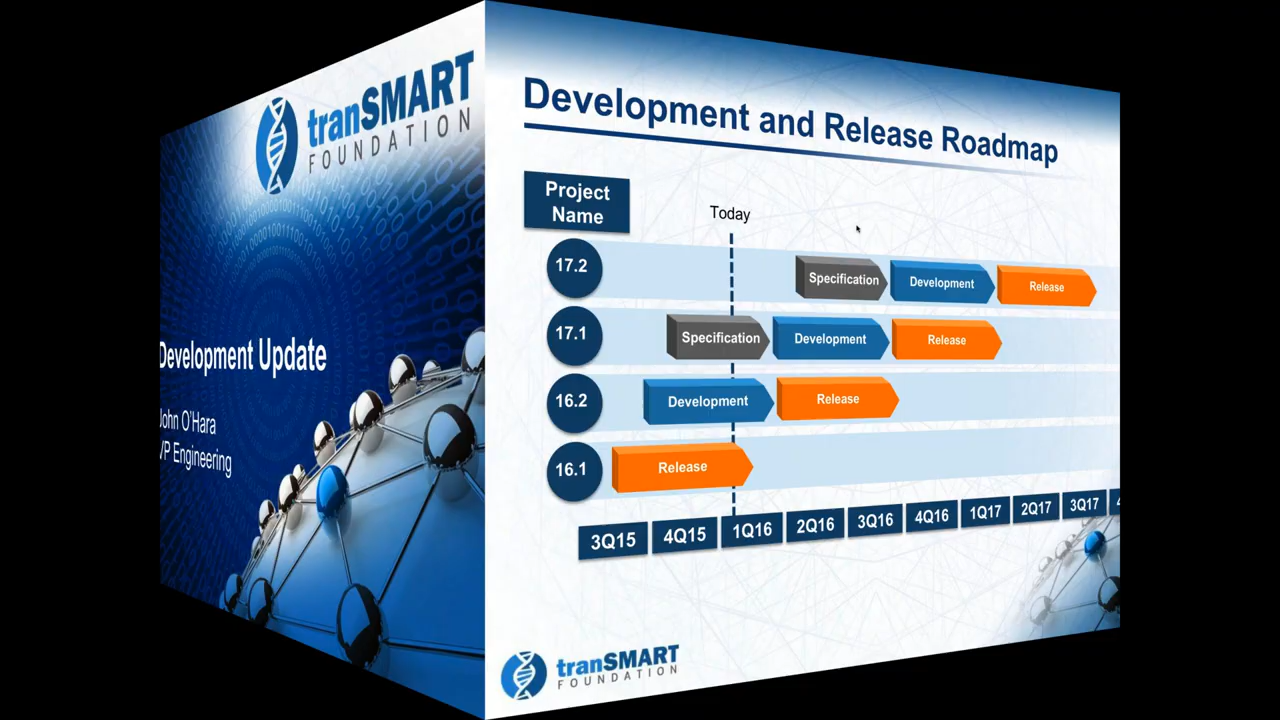 tranSMART
FOUNDATION
Development Update
John O'Hara
VP Engineering
Development and Release Roadmap
Project
Name
Today
17.2
Specification
Development
Release
17.1
Specification
Development
Release
16.2
Development
Release
16.1
Release
3Q15
4Q15
1Q16
2Q16
3Q16
4Q16
1Q17
2Q17
3Q17
tranSMART
FOUNDATION